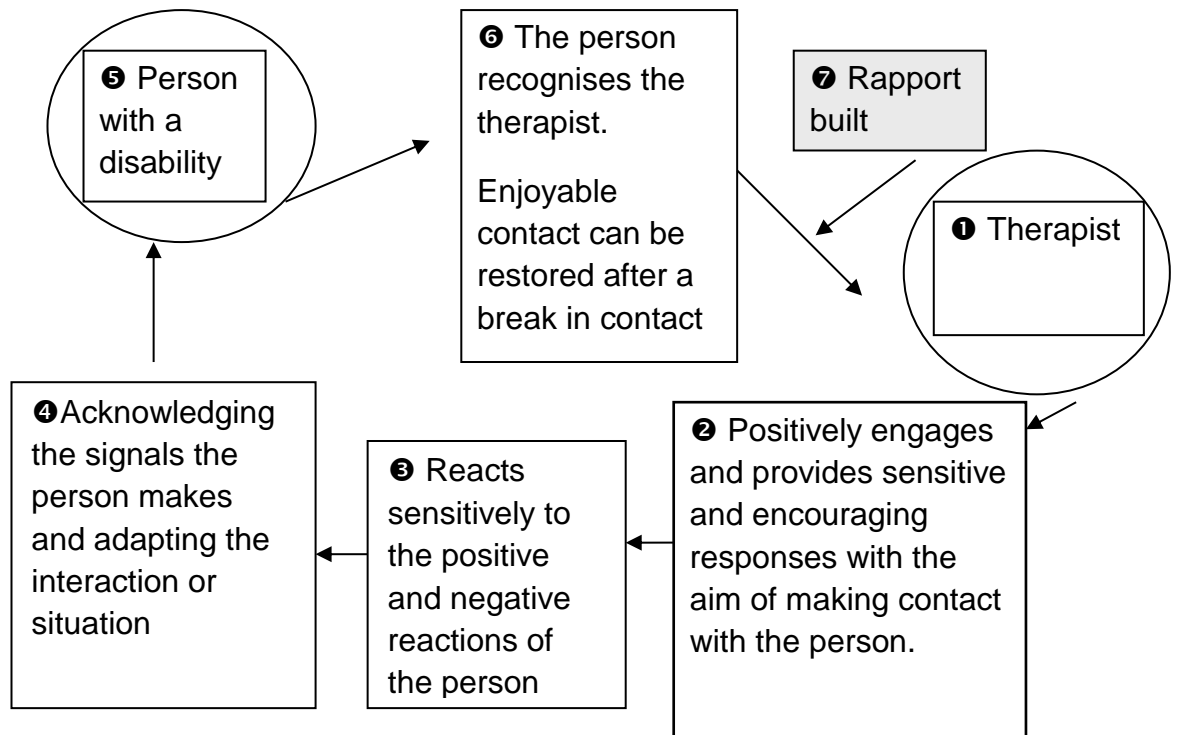 ❺ Person
with a
disability
❻ The person
recognises the
therapist.
Enjoyable
contact can be
restored after a
break in contact
❼ Rapport
built
❶ Therapist
❷ Positively engages
and provides sensitive
and encouraging
responses with the
aim of making contact
with the person.
❸ Reacts
sensitively to
the positive
and negative
reactions of
the person
❹Acknowledging
the signals the
person makes
and adapting the
interaction or
situation